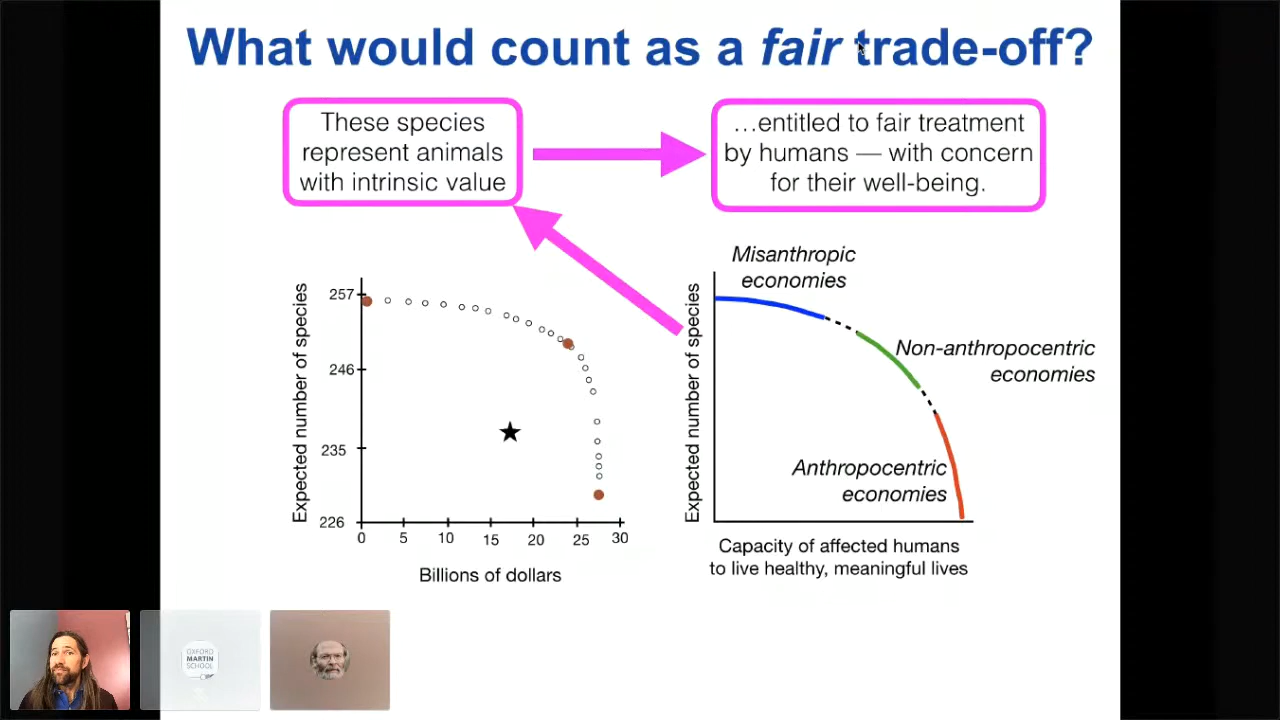 What would count as a fair trade-off?
These species
represent animals
with intrinsic value
…entitled to fair treatment
by humans — with concern
for their well-being.
Expected number of species
257
246
235
226
0 5 10 15 20 25 30
Billions of dollars
Expected number of species
Misanthropic
economies
Non-anthropocentric
economies
Anthropocentric
economies
Capacity of affected humans
to live healthy, meaningful lives
OXFORD
MARTIN
SCHOOL